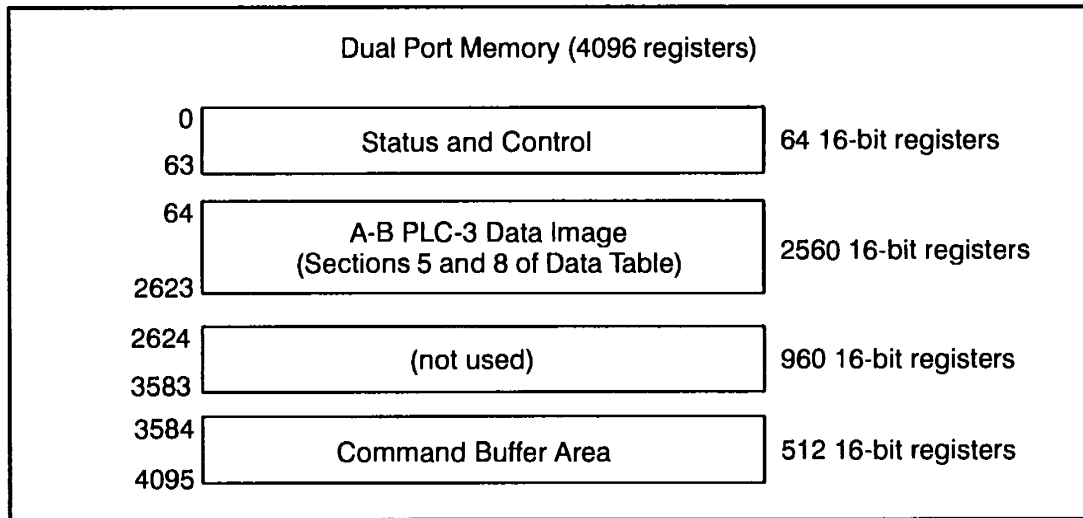 Dual Port Memory (4096 registers)
0
63
Status and Control
64 16-bit registers
64
2623
A-B PLC-3 Data Image
(Sections 5 and 8 of Data Table)
2560 16-bit registers
2624
3583
(not used)
960 16-bit registers
3584
4095
Command Buffer Area
512 16-bit registers